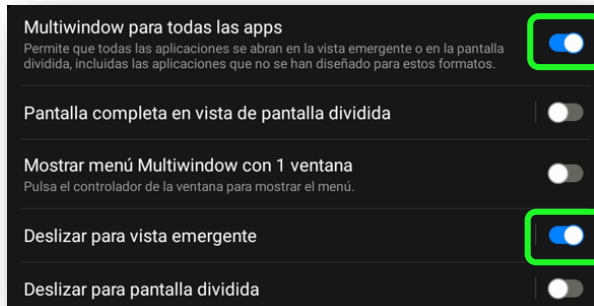 Multiwindow para todas las apps
Permite que todas las aplicaciones se abran en la vista emergente o en la pantalla
dividida, incluidas las aplicaciones que no se han diseñado para estos formatos.
Pantalla completa en vista de pantalla dividida
Mostrar menú Multiwindow con 1 ventana
Pulsa el controlador de la ventana para mostrar el menú.
Deslizar para vista emergente
Deslizar para pantalla dividida